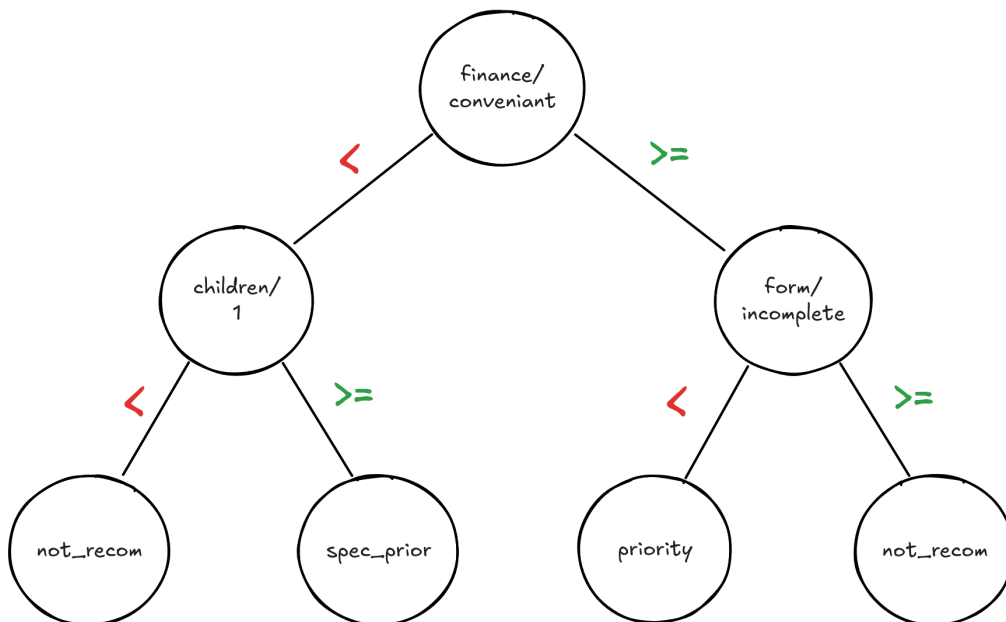 finance/
conveniant
<
>=
children/
1
form/
incomplete
<
>=
<
>=
not_recom
spec_prior
priority
not_recom